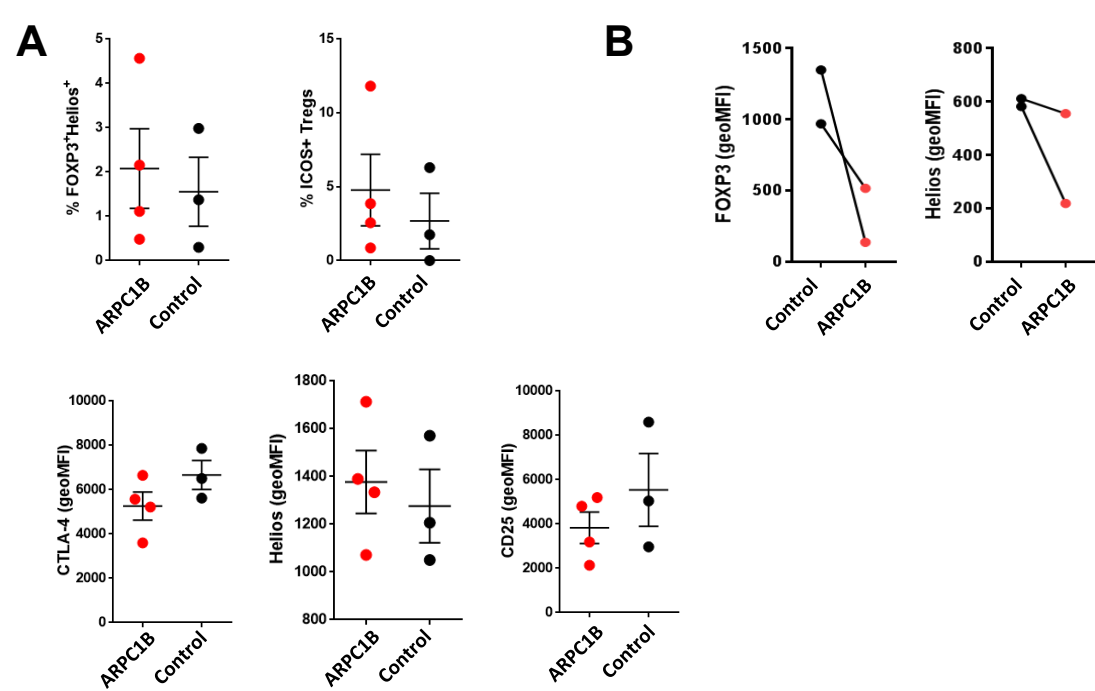 A
% FOXP3+Helios+
5
4
3
2
1
0
ARPC1B
Control
% ICOS+ Tregs
15
10
5
0
ARPC1B
Control
B
FOXP3 (geoMFI)
1500
1000
500
0
Control
ARPC1B
Helios (geoMFI)
800
600
400
200
0
Control
ARPC1B
CTLA-4 (geoMFI)
10000
8000
6000
4000
2000
0
ARPC1B
Control
Helios (geoMFI)
1800
1600
1400
1200
1000
800
ARPC1B
Control
CD25 (geoMFI)
10000
8000
6000
4000
2000
0
ARPC1B
Control